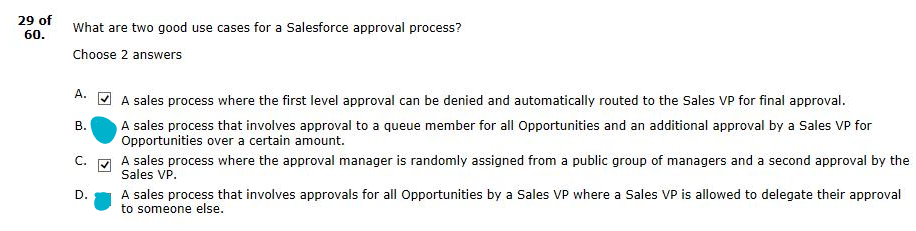 29 of
60.
What are two good use cases for a Salesforce approval process?
Choose 2 answers
A. A sales process where the first level approval can be denied and automatically routed to the Sales VP for final approval.
B. A sales process that involves approval to a queue member for all Opportunities and an additional approval by a Sales VP for
Opportunities over a certain amount.
C. A sales process where the approval manager is randomly assigned from a public group of managers and a second approval by the
Sales VP.
D. A sales process that involves approvals for all Opportunities by a Sales VP where a Sales VP is allowed to delegate their approval
to someone else.